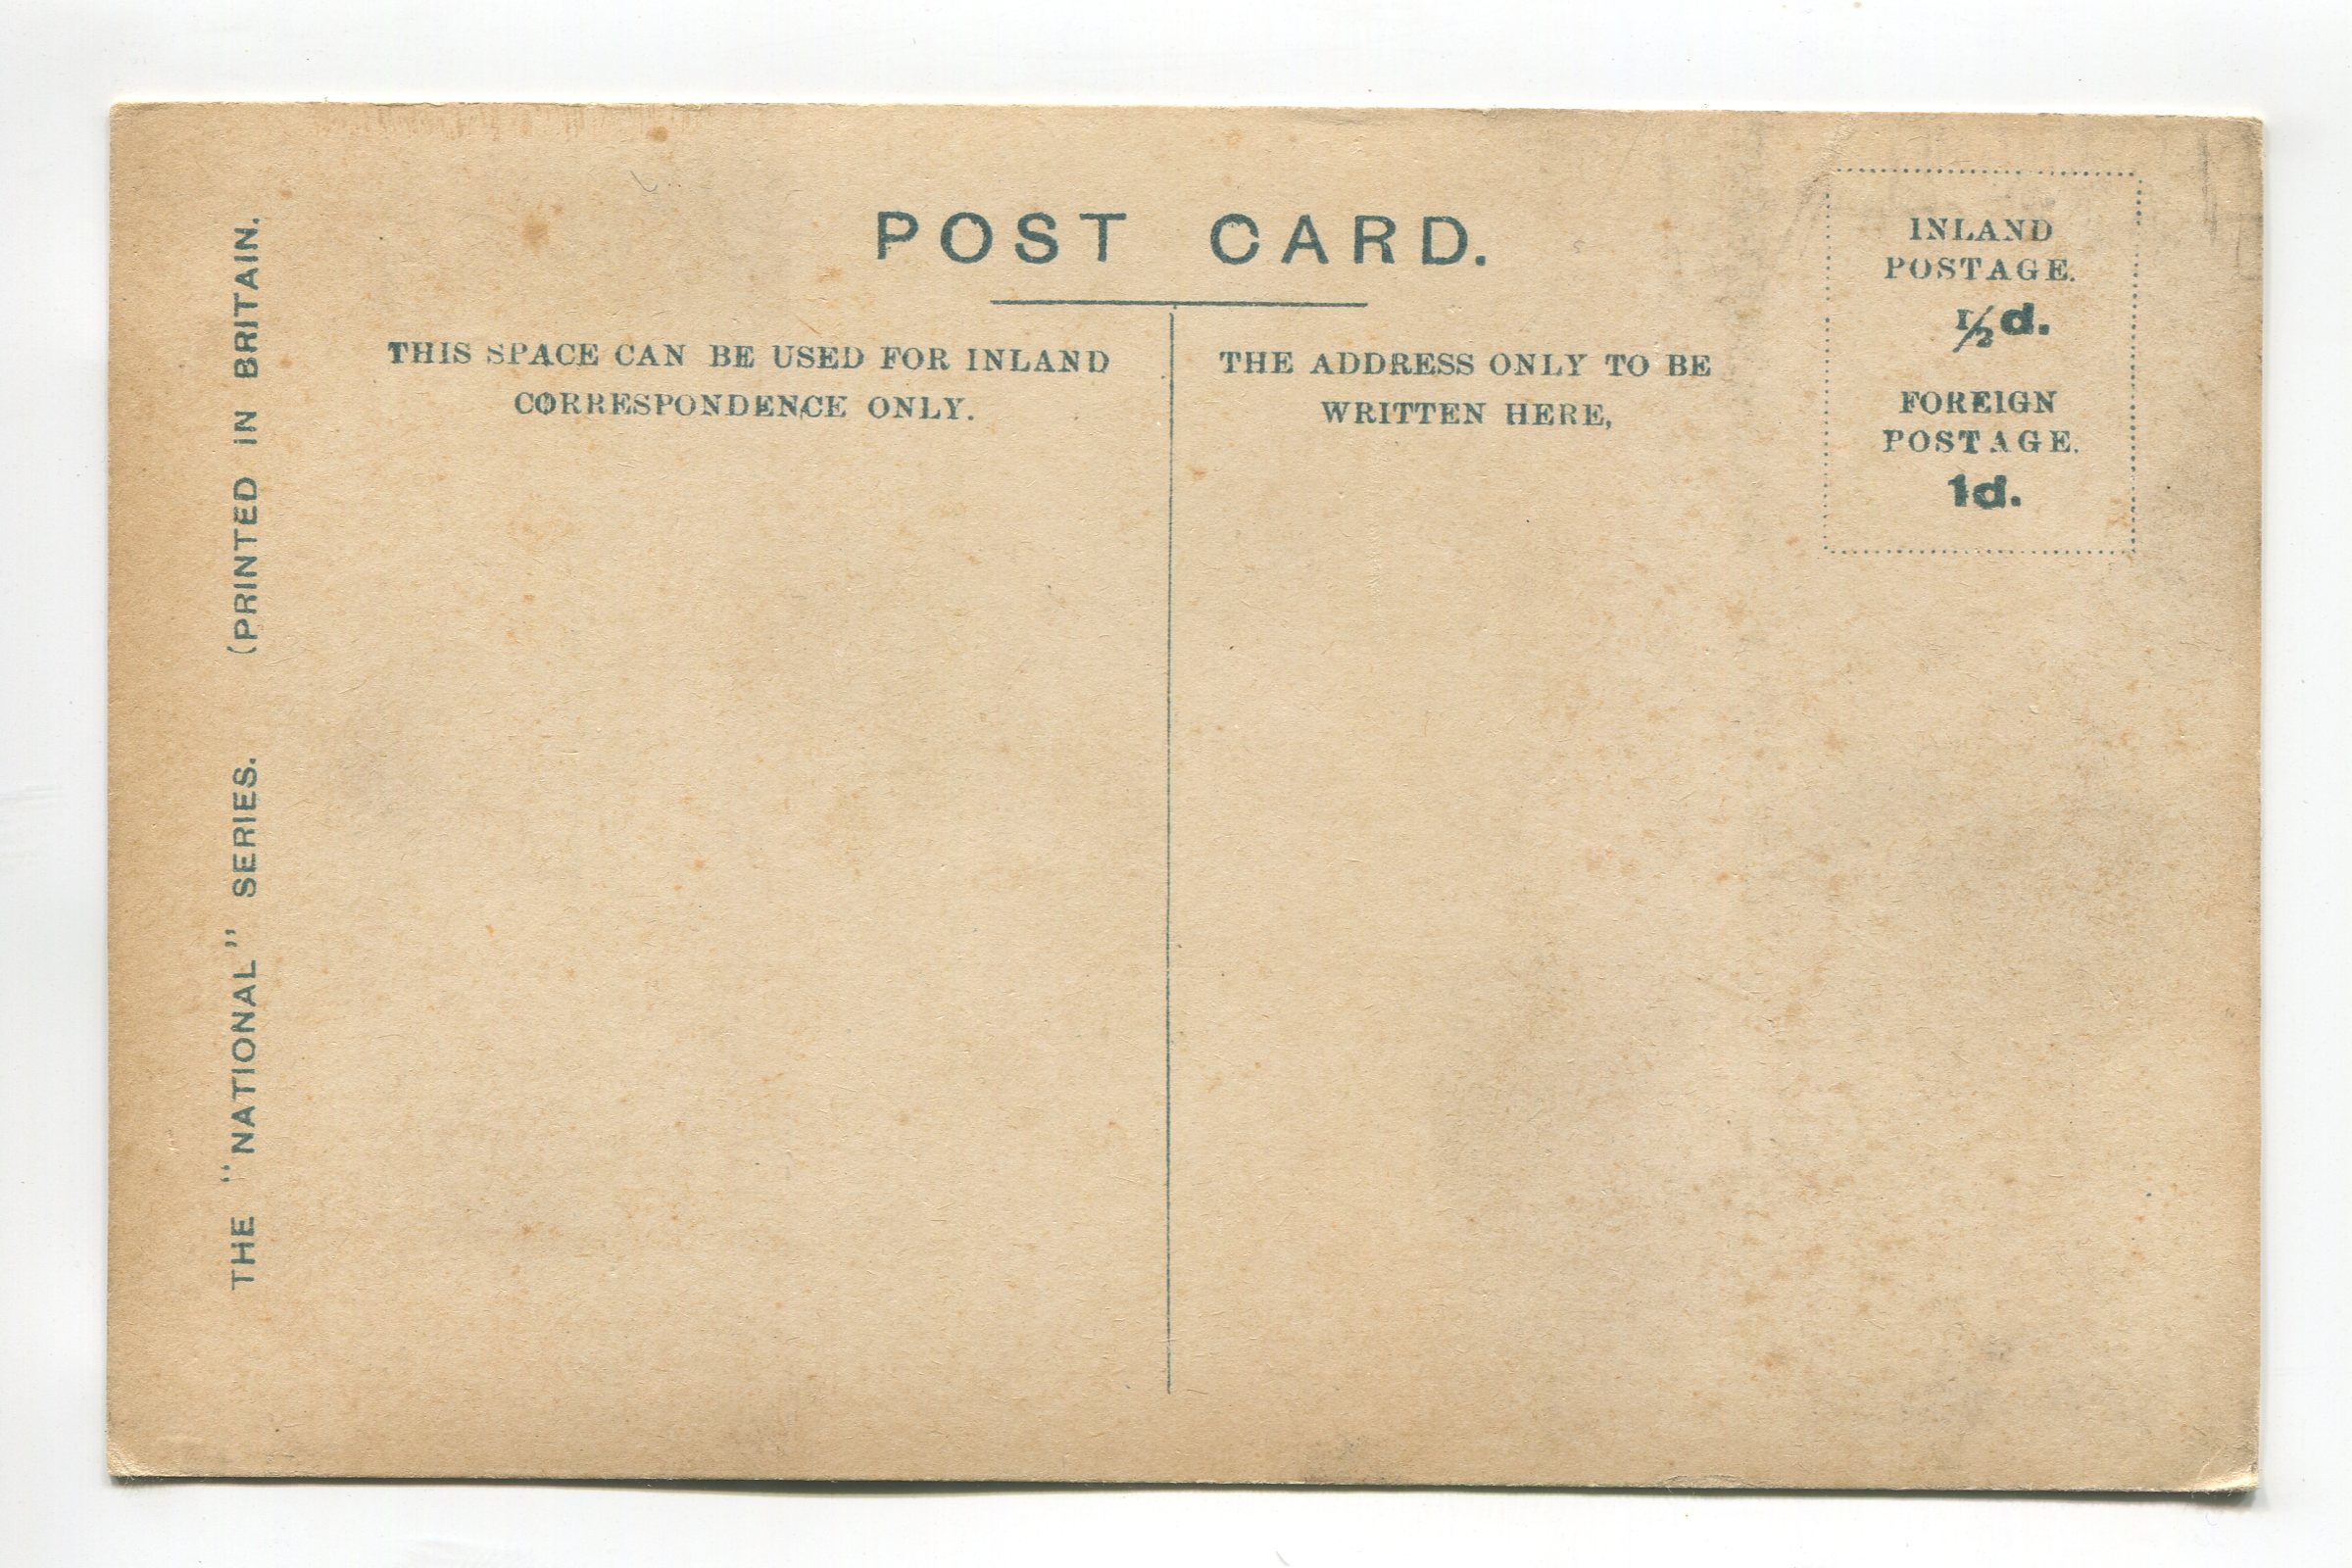 POST CARD.
THIS SPACE CAN BE USED FOR INLAND
CORRESPONDENCE ONLY.
THE ADDRESS ONLY TO BE
WRITTEN HERE,
INLAND
POSTAGE.
1/2d.
FOREIGN
POSTAGE.
1d.
THE "NATIONAL" SERIES. (PRINTED IN BRITAIN.